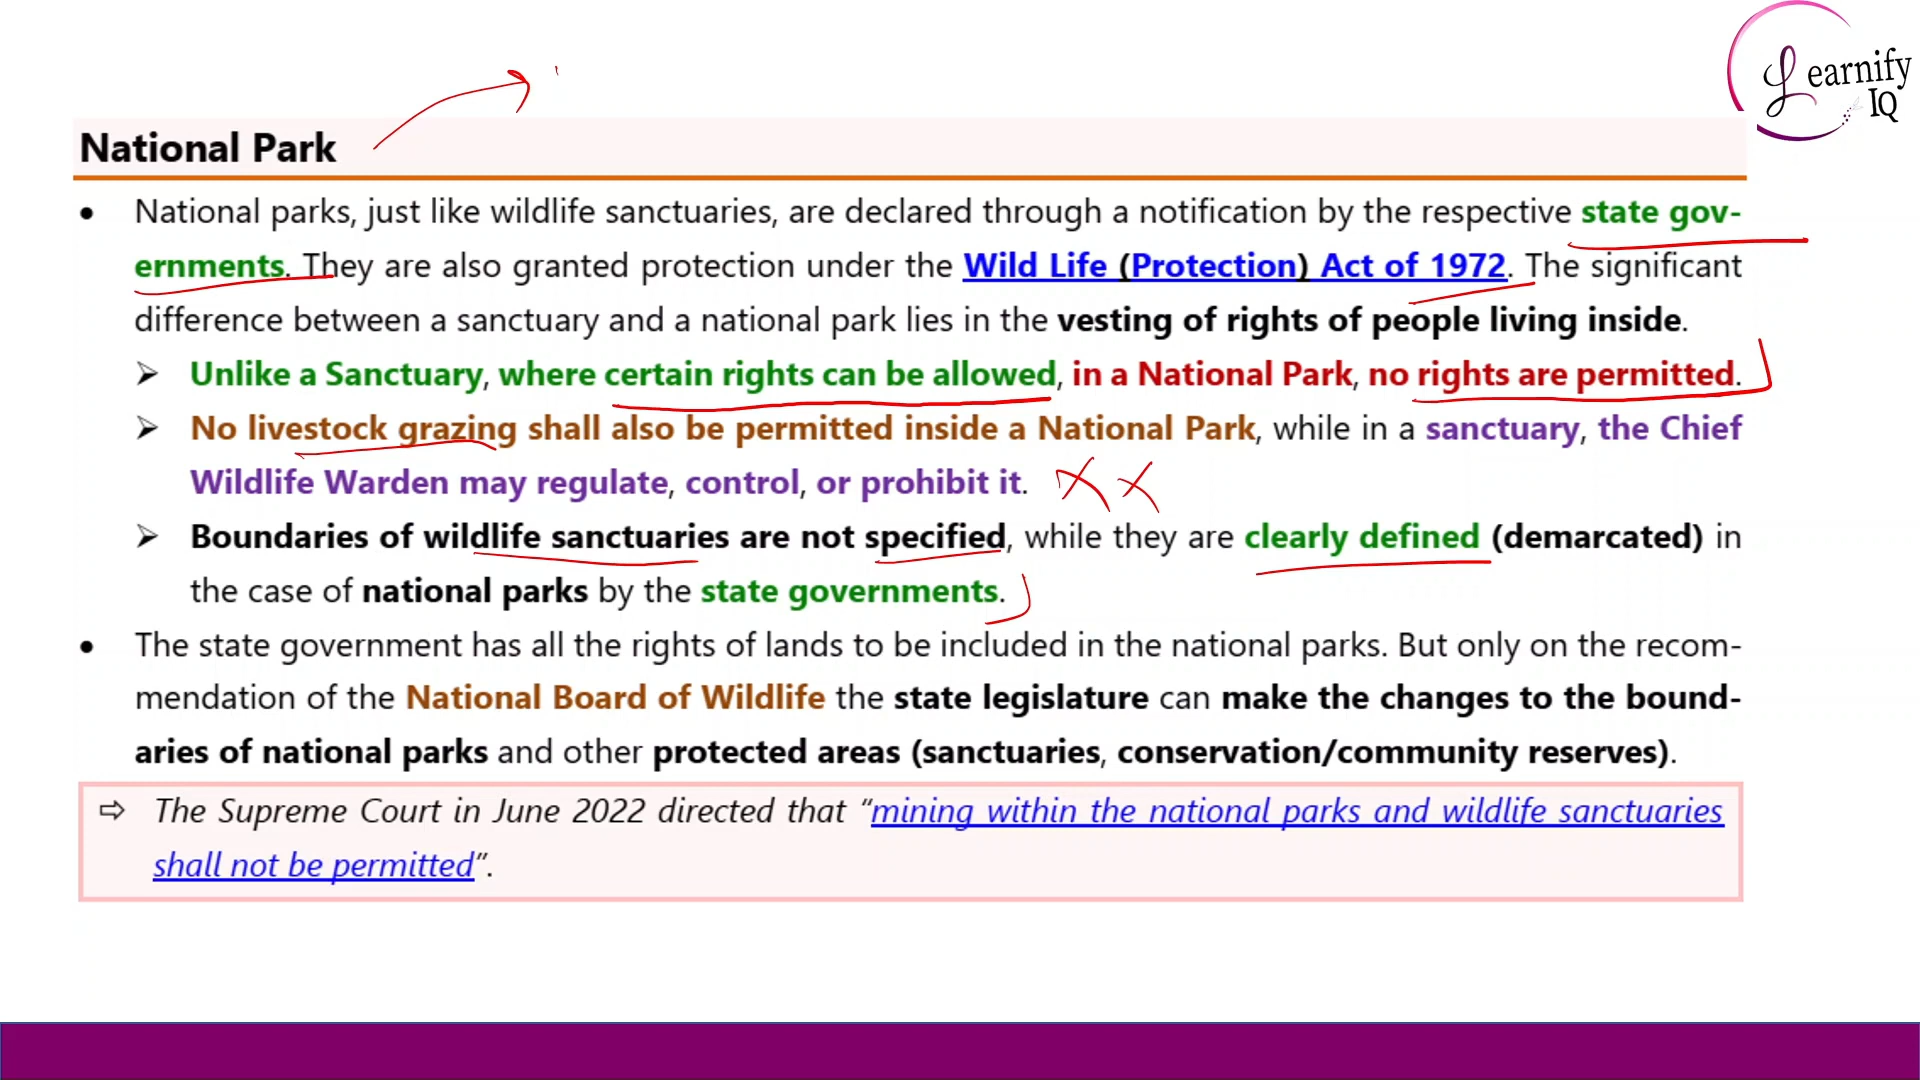 Learnify
IQ
National Park
• National parks, just like wildlife sanctuaries, are declared through a notification by the respective state gov-
ernments. They are also granted protection under the Wild Life (Protection) Act of 1972. The significant
difference between a sanctuary and a national park lies in the vesting of rights of people living inside.
➢ Unlike a Sanctuary, where certain rights can be allowed, in a National Park, no rights are permitted.
➢ No livestock grazing shall also be permitted inside a National Park, while in a sanctuary, the Chief
Wildlife Warden may regulate, control, or prohibit it.
➢ Boundaries of wildlife sanctuaries are not specified, while they are clearly defined (demarcated) in
the case of national parks by the state governments.
• The state government has all the rights of lands to be included in the national parks. But only on the recom-
mendation of the National Board of Wildlife the state legislature can make the changes to the bound-
aries of national parks and other protected areas (sanctuaries, conservation/community reserves).
⇨ The Supreme Court in June 2022 directed that “mining within the national parks and wildlife sanctuaries
shall not be permitted”.